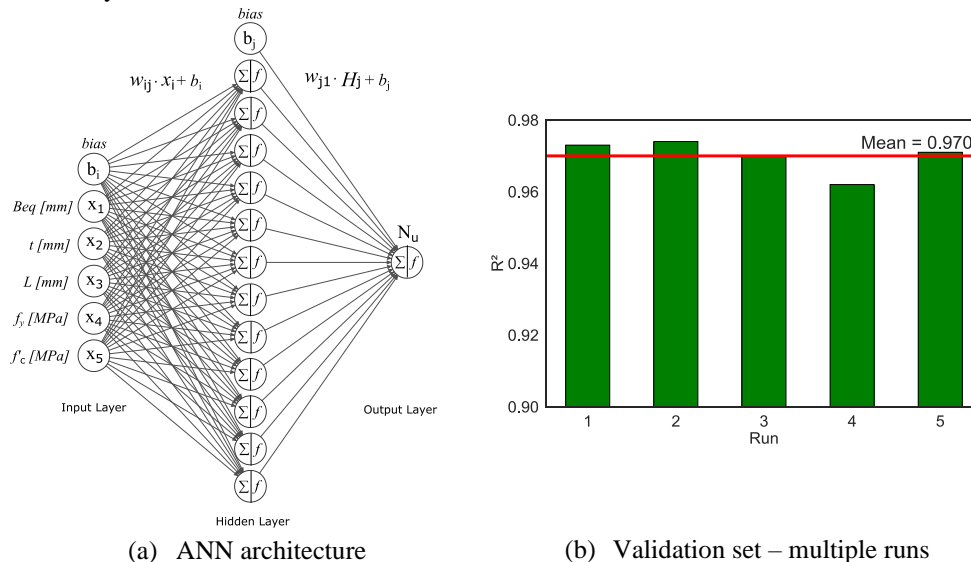 bias
b_j
w_ij · x_i + b_i
w_j1 · H_j + b_j
bias
b_i
Beq [mm] x_1
t [mm] x_2
L [mm] x_3
f_y [MPa] x_4
f'_c [MPa] x_5
Σ f
Σ f
Σ f
Σ f
Σ f
Σ f
Σ f
Σ f
Σ f
Σ f
Σ f
Σ f
N_u
Σ f
Input Layer
Output Layer
Hidden Layer
(a) ANN architecture
0.98
0.96
0.94
0.92
0.90
R²
Mean = 0.970
1 2 3 4 5
Run
(b) Validation set – multiple runs